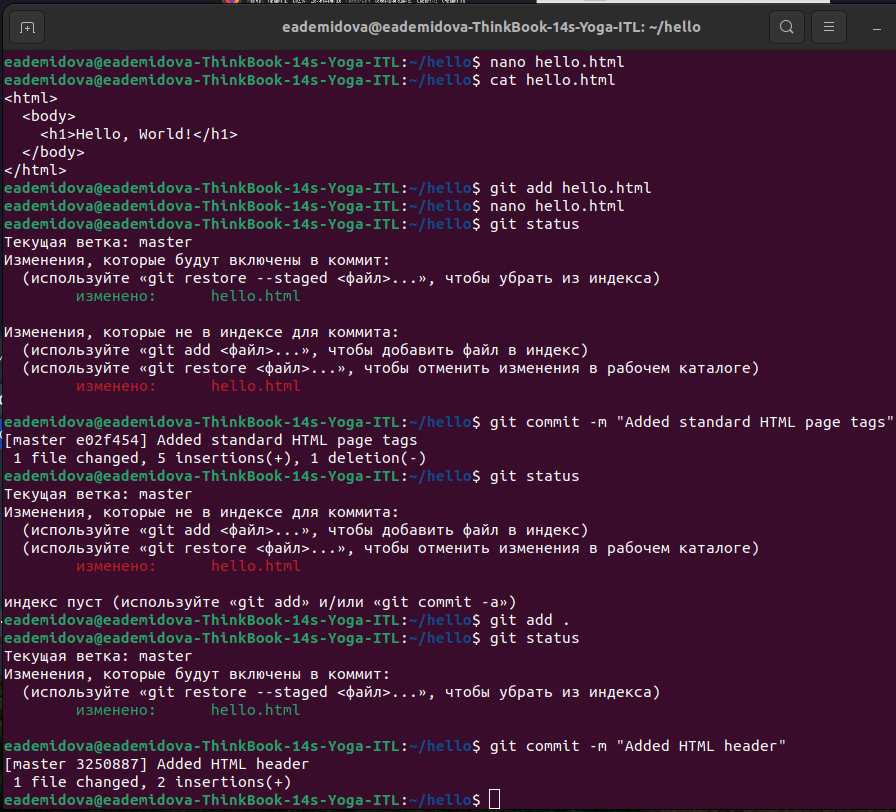 eademidova@eademidova-ThinkBook-14s-Yoga-ITL: ~/hello
eademidova@eademidova-ThinkBook-14s-Yoga-ITL:~/hello$ nano hello.html
eademidova@eademidova-ThinkBook-14s-Yoga-ITL:~/hello$ cat hello.html
<html>
  <body>
    <h1>Hello, World!</h1>
  </body>
</html>
eademidova@eademidova-ThinkBook-14s-Yoga-ITL:~/hello$ git add hello.html
eademidova@eademidova-ThinkBook-14s-Yoga-ITL:~/hello$ nano hello.html
eademidova@eademidova-ThinkBook-14s-Yoga-ITL:~/hello$ git status
Текущая ветка: master
Изменения, которые будут включены в коммит:
  (используйте «git restore --staged <файл>...», чтобы убрать из индекса)
        изменено:      hello.html

Изменения, которые не в индексе для коммита:
  (используйте «git add <файл>...», чтобы добавить файл в индекс)
  (используйте «git restore <файл>...», чтобы отменить изменения в рабочем каталоге)
        изменено:      hello.html

eademidova@eademidova-ThinkBook-14s-Yoga-ITL:~/hello$ git commit -m "Added standard HTML page tags"
[master e02f454] Added standard HTML page tags
 1 file changed, 5 insertions(+), 1 deletion(-)
eademidova@eademidova-ThinkBook-14s-Yoga-ITL:~/hello$ git status
Текущая ветка: master
Изменения, которые не в индексе для коммита:
  (используйте «git add <файл>...», чтобы добавить файл в индекс)
  (используйте «git restore <файл>...», чтобы отменить изменения в рабочем каталоге)
        изменено:      hello.html

индекс пуст (используйте «git add» и/или «git commit -a»)
eademidova@eademidova-ThinkBook-14s-Yoga-ITL:~/hello$ git add .
eademidova@eademidova-ThinkBook-14s-Yoga-ITL:~/hello$ git status
Текущая ветка: master
Изменения, которые будут включены в коммит:
  (используйте «git restore --staged <файл>...», чтобы убрать из индекса)
        изменено:      hello.html

eademidova@eademidova-ThinkBook-14s-Yoga-ITL:~/hello$ git commit -m "Added HTML header"
[master 3250887] Added HTML header
 1 file changed, 2 insertions(+)
eademidova@eademidova-ThinkBook-14s-Yoga-ITL:~/hello$